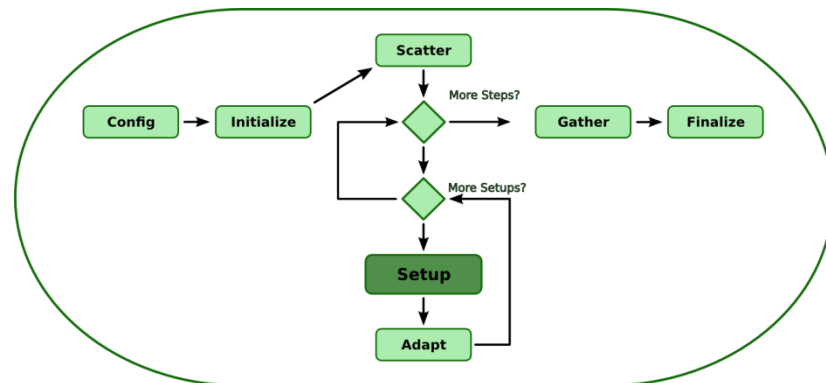 Scatter
More Steps?
Config
Initialize
Gather
Finalize
More Setups?
Setup
Adapt